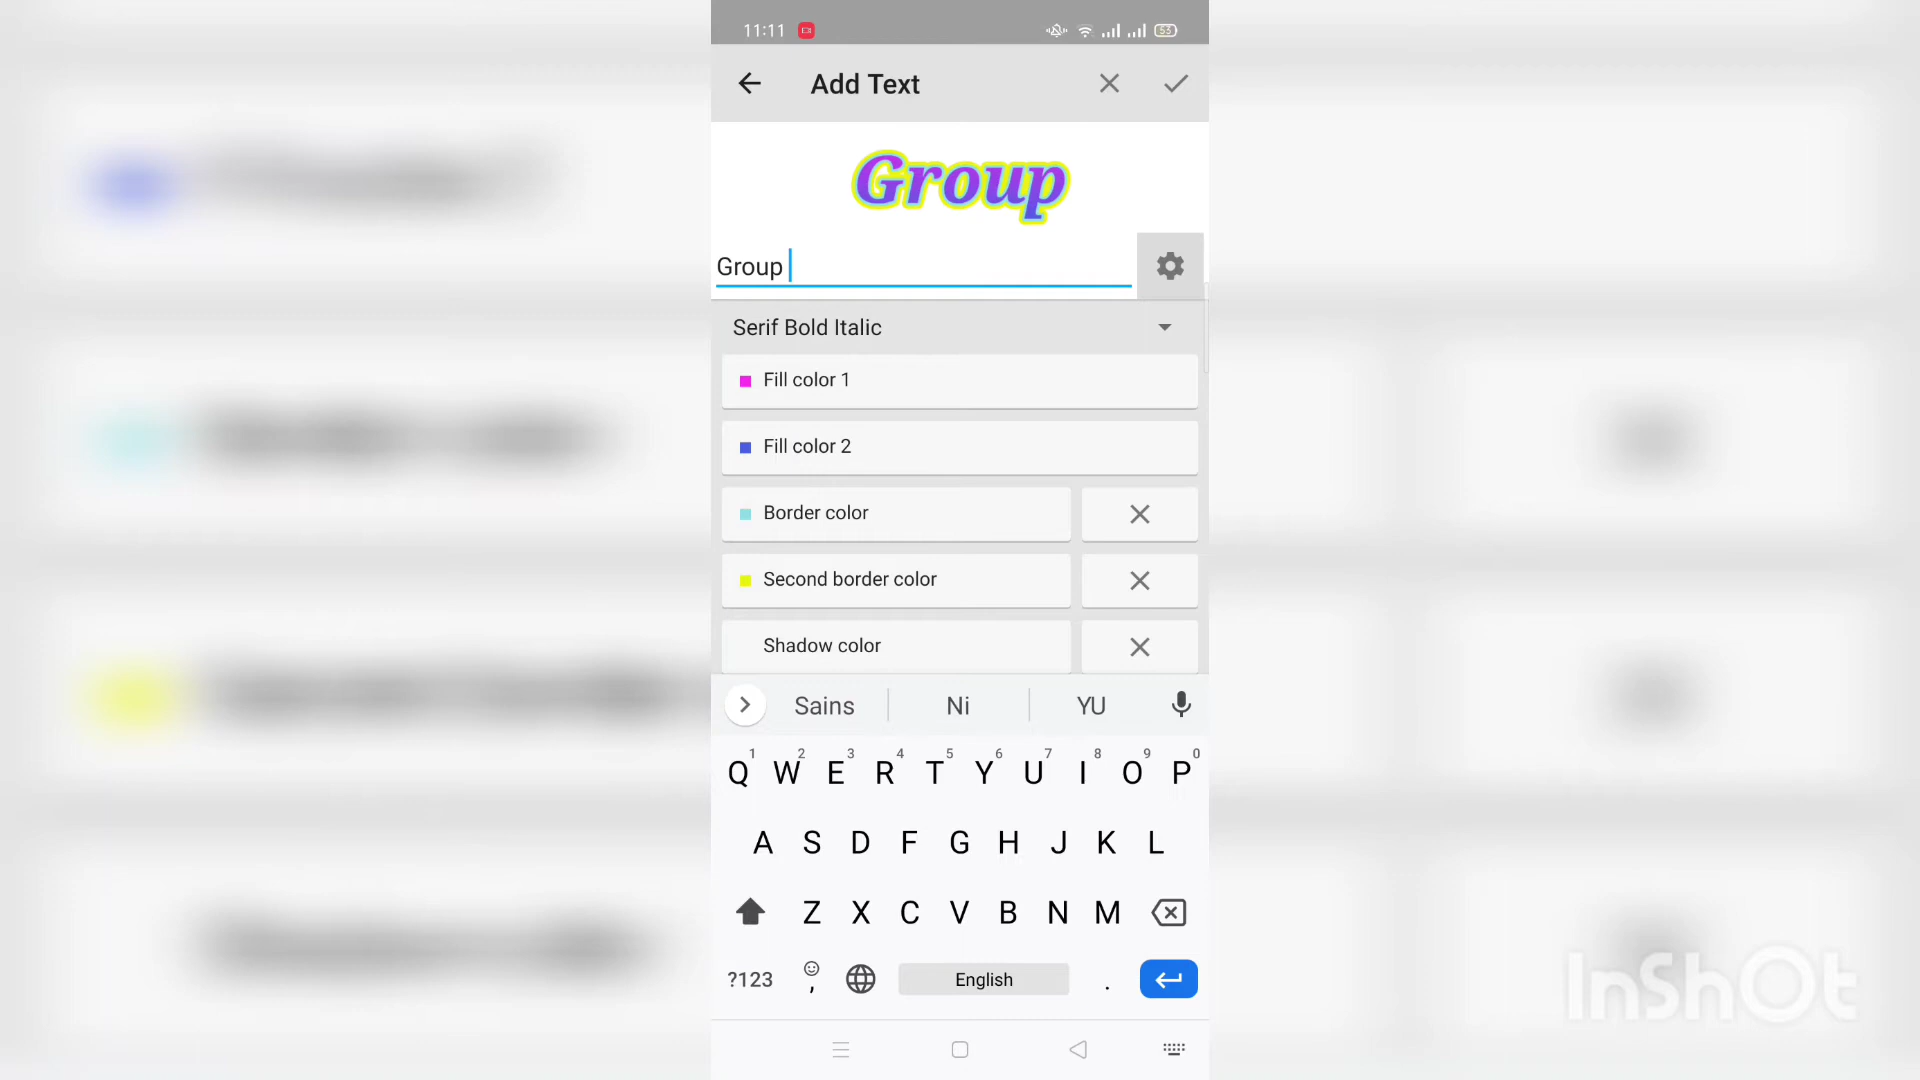 11:11
53
Add Text
Group
Group
Serif Bold Italic
Fill color 1
Fill color 2
Border color
Second border color
Shadow color
Sains Ni YU
1 2 3 4 5 6 7 8 9 0
Q W E R T Y U I O P
A S D F G H J K L
Z X C V B N M
?123 , English .
InShOt